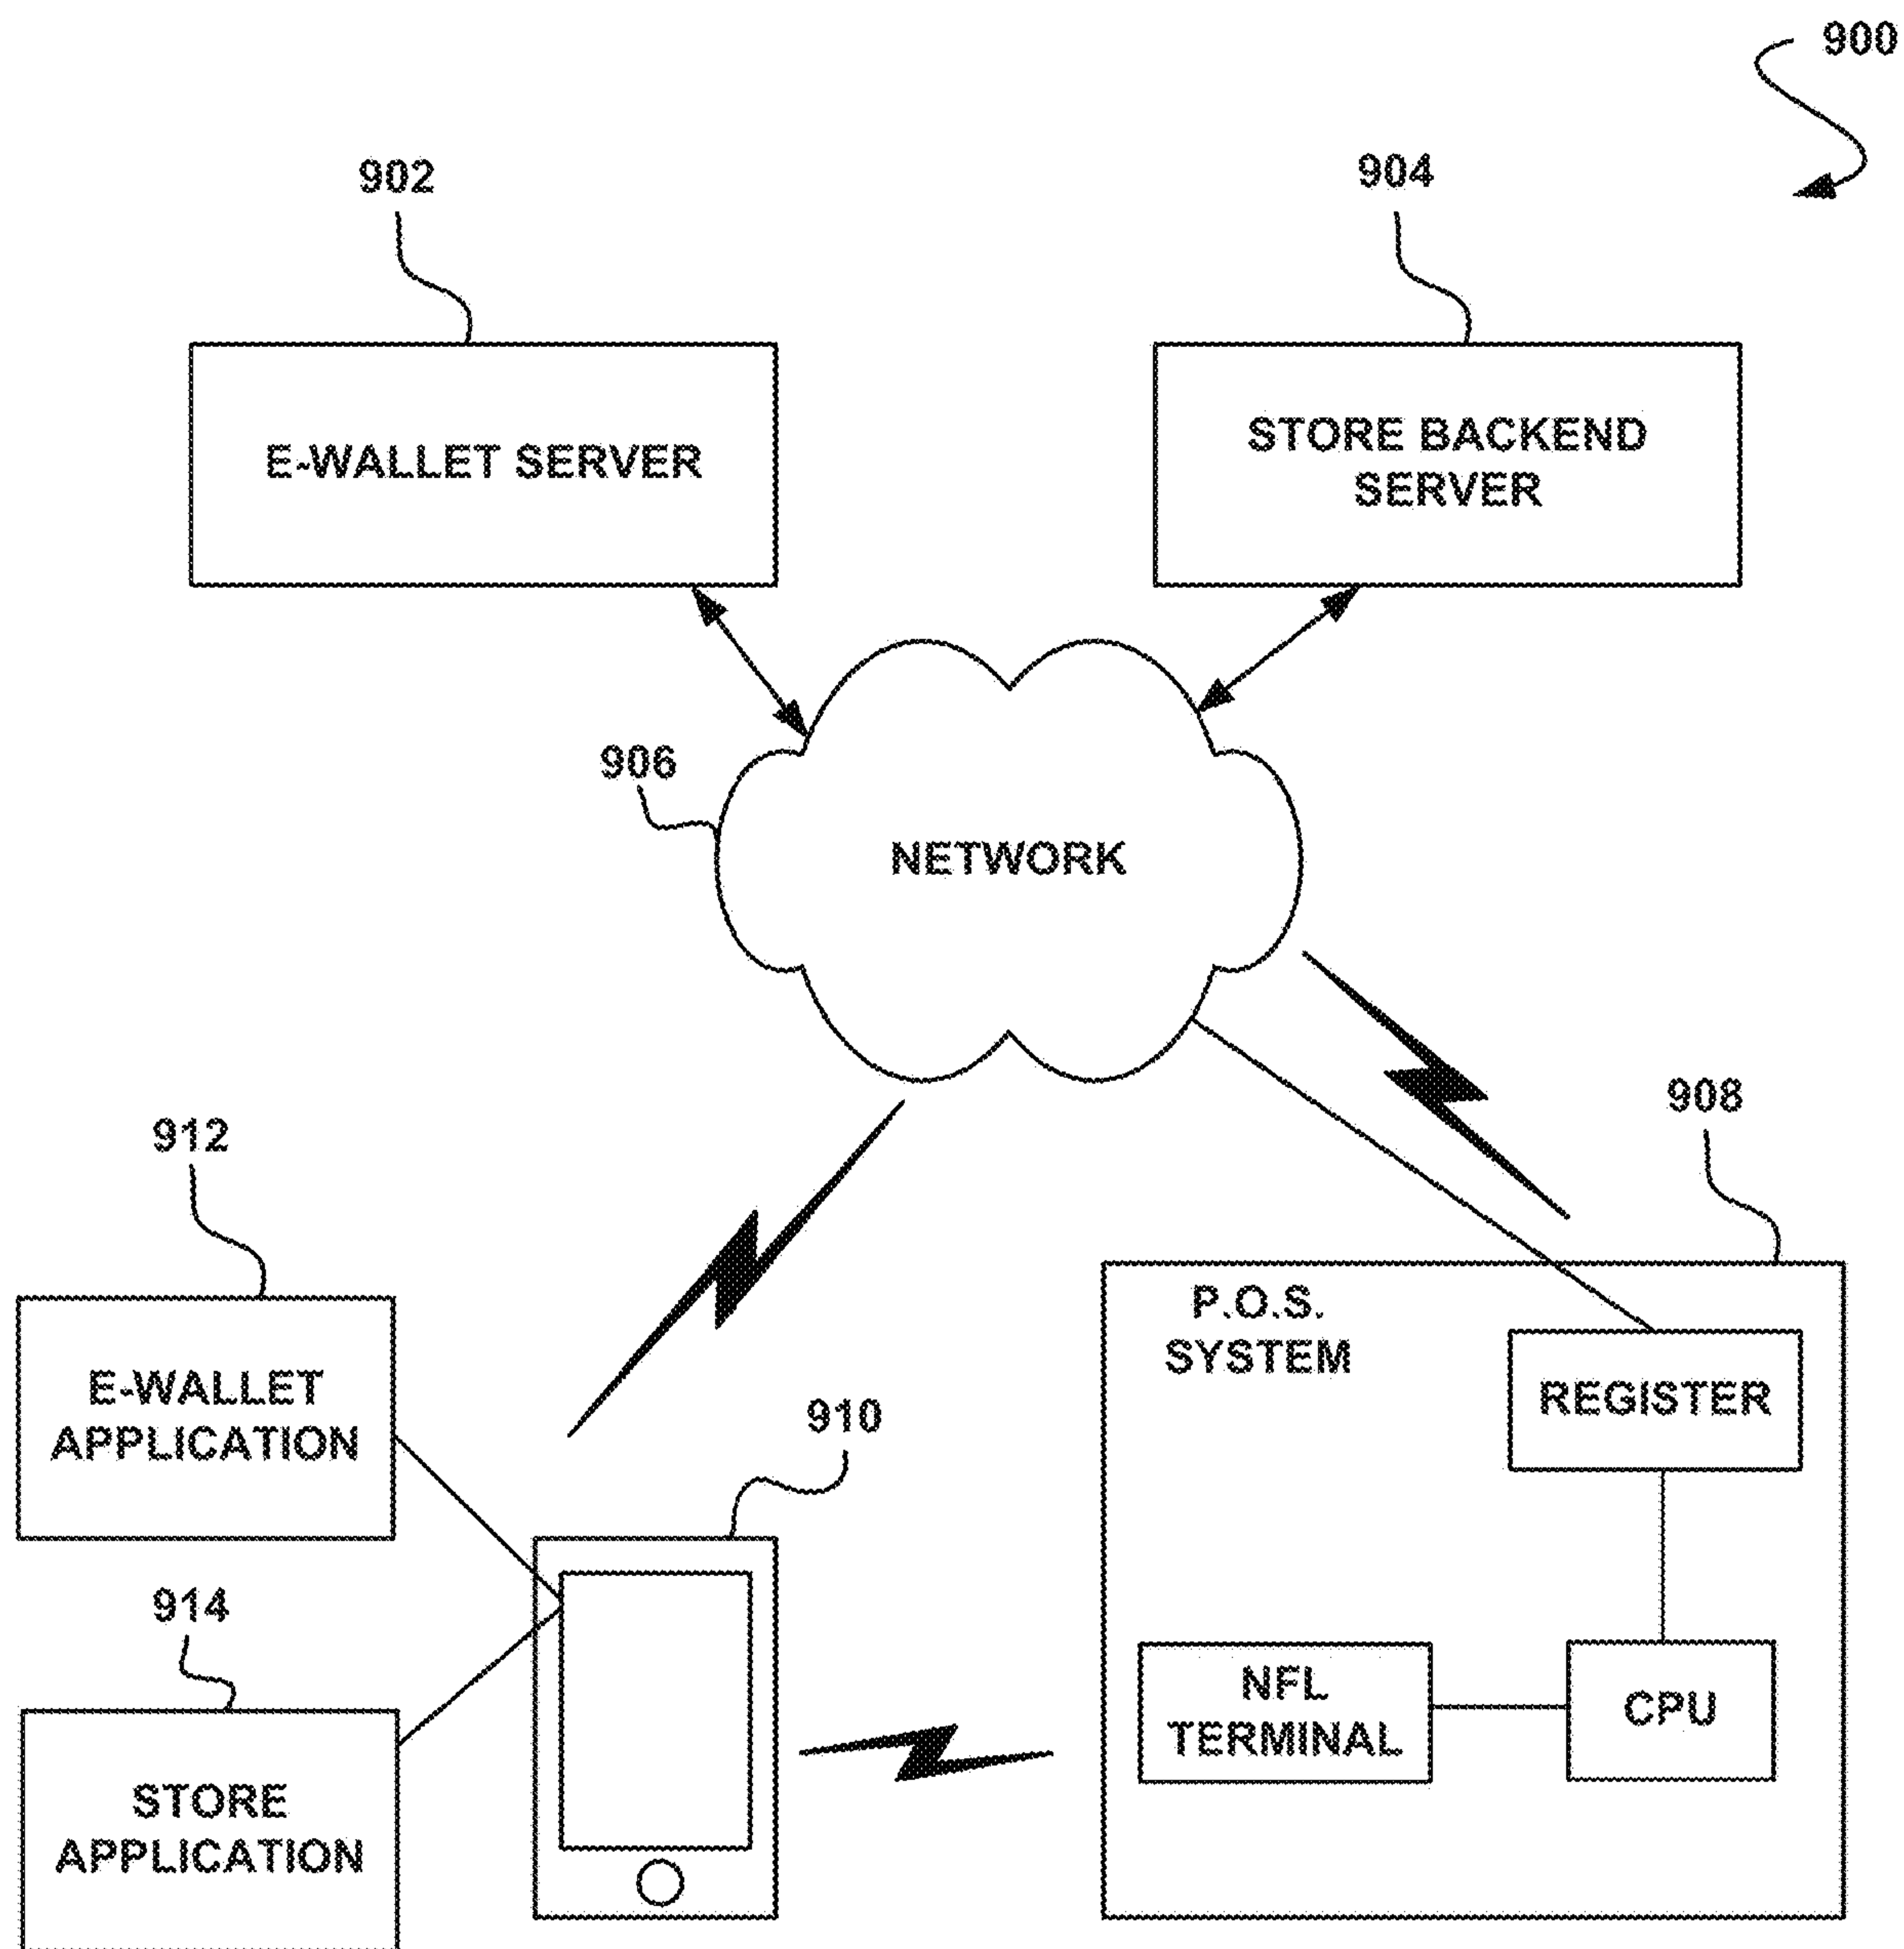 900
902
904
E-WALLET SERVER
STORE BACKEND
SERVER
906
NETWORK
908
912
P.O.S.
SYSTEM
REGISTER
E-WALLET
APPLICATION
910
914
NFL
TERMINAL
CPU
STORE
APPLICATION